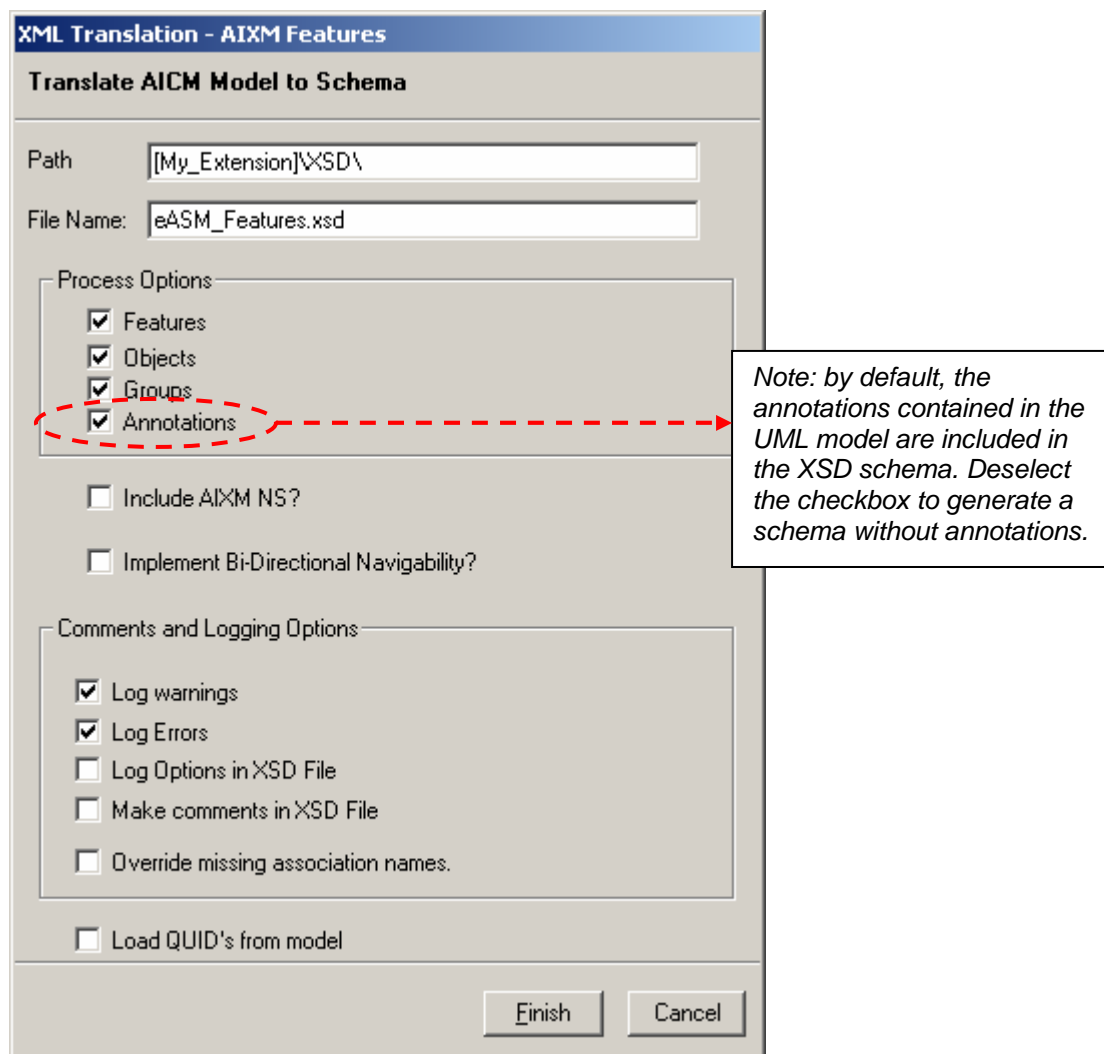 XML Translation - AIXM Features
Translate AICM Model to Schema
Path
[My_Extension]\XSD\
File Name:
eASM_Features.xsd
Process Options
Features
Objects
Groups
Annotations
Note: by default, the
annotations contained in the
UML model are included in
the XSD schema. Deselect
the checkbox to generate a
schema without annotations.
Include AIXM NS?
Implement Bi-Directional Navigability?
Comments and Logging Options
Log warnings
Log Errors
Log Options in XSD File
Make comments in XSD File
Override missing association names.
Load QUID's from model
Finish
Cancel